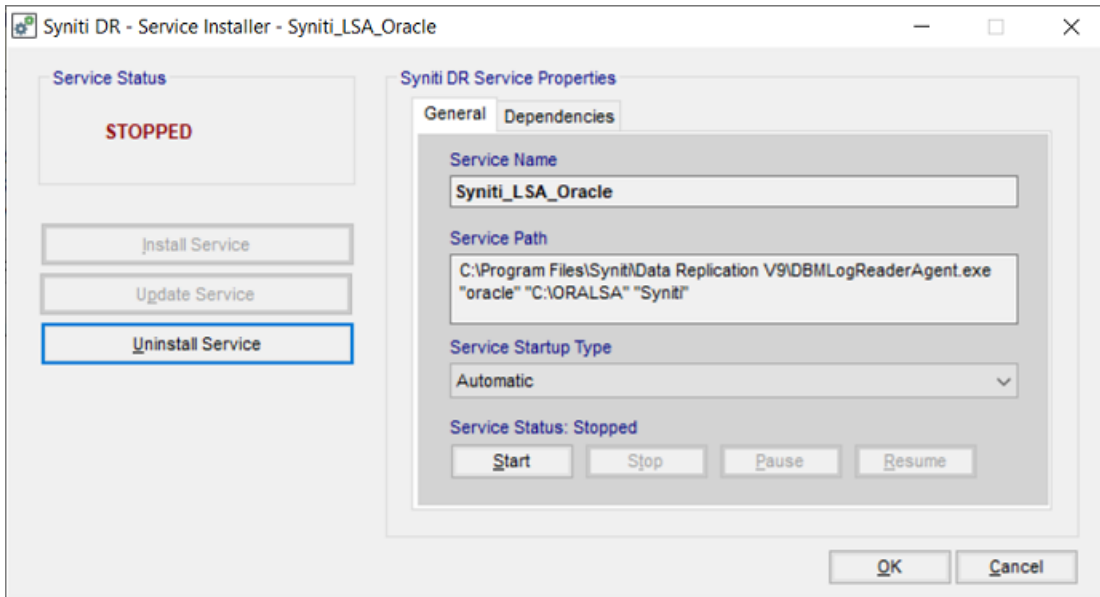 Syniti DR - Service Installer - Syniti_LSA_Oracle
Service Status
STOPPED
Install Service
Update Service
Uninstall Service
Syniti DR Service Properties
General
Dependencies
Service Name
Syniti_LSA_Oracle
Service Path
C:\Program Files\Syniti\Data Replication V9\DBMLogReaderAgent.exe
"oracle" "C:\ORALSA" "Syniti"
Service Startup Type
Automatic
Service Status: Stopped
Start
Stop
Pause
Resume
OK
Cancel